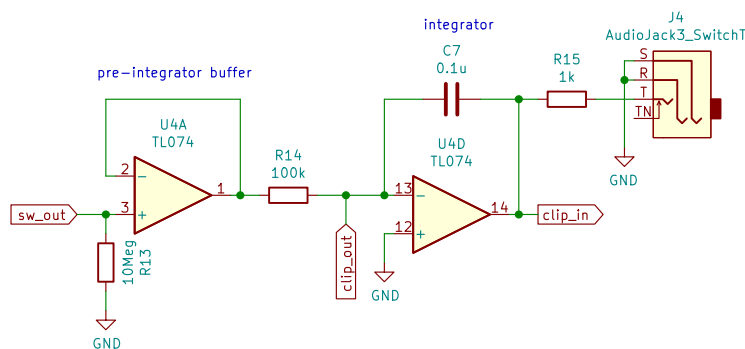 integrator
J4
AudioJack3_SwitchT
C7
0.1u
R15
1k
S
R
T
TN
pre-integrator buffer
U4A
TL074
U4D
TL074
GND
R14
100k
2
-
1
3
+
13
-
14
12
+
sw_out
clip_in
10Meg
R13
clip_out
GND
GND